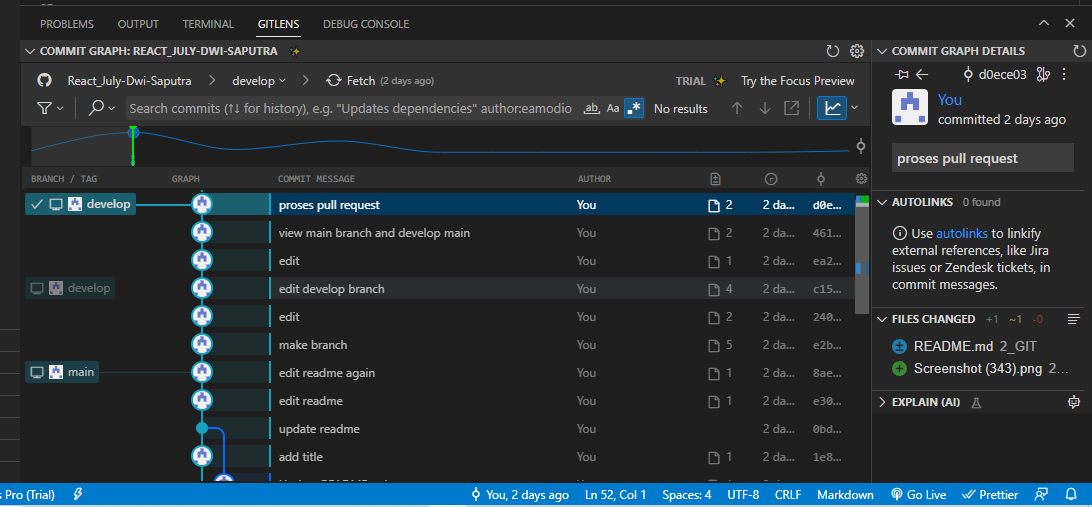 PROBLEMS OUTPUT TERMINAL GITLENS DEBUG CONSOLE
COMMIT GRAPH: REACT_JULY-DWI-SAPUTRA
React_July-Dwi-Saputra develop Fetch (2 days ago) TRIAL Try the Focus Preview
Search commits (↑↓ for history), e.g. "Updates dependencies" author:eamodio ab Aa .* No results
BRANCH / TAG GRAPH COMMIT MESSAGE AUTHOR
develop proses pull request You 2 2 da... d0e...
view main branch and develop main You 2 2 da... 461...
edit You 1 2 da... ea2...
develop edit develop branch You 4 2 da... c15...
edit You 2 2 da... 240...
make branch You 5 2 da... e2b...
main edit readme again You 1 2 da... 8ae...
edit readme You 1 2 da... e30...
update readme You 2 da... 0bd...
add title You 1 2 da... 1e8...
COMMIT GRAPH DETAILS
d0ece03
You
committed 2 days ago
proses pull request
AUTOLINKS 0 found
Use autolinks to linkify
external references, like Jira
issues or Zendesk tickets, in
commit messages.
FILES CHANGED +1 ~1 -0
README.md 2_GIT
Screenshot (343).png 2...
EXPLAIN (AI)
s Pro (Trial) You, 2 days ago Ln 52, Col 1 Spaces: 4 UTF-8 CRLF Markdown Go Live Prettier